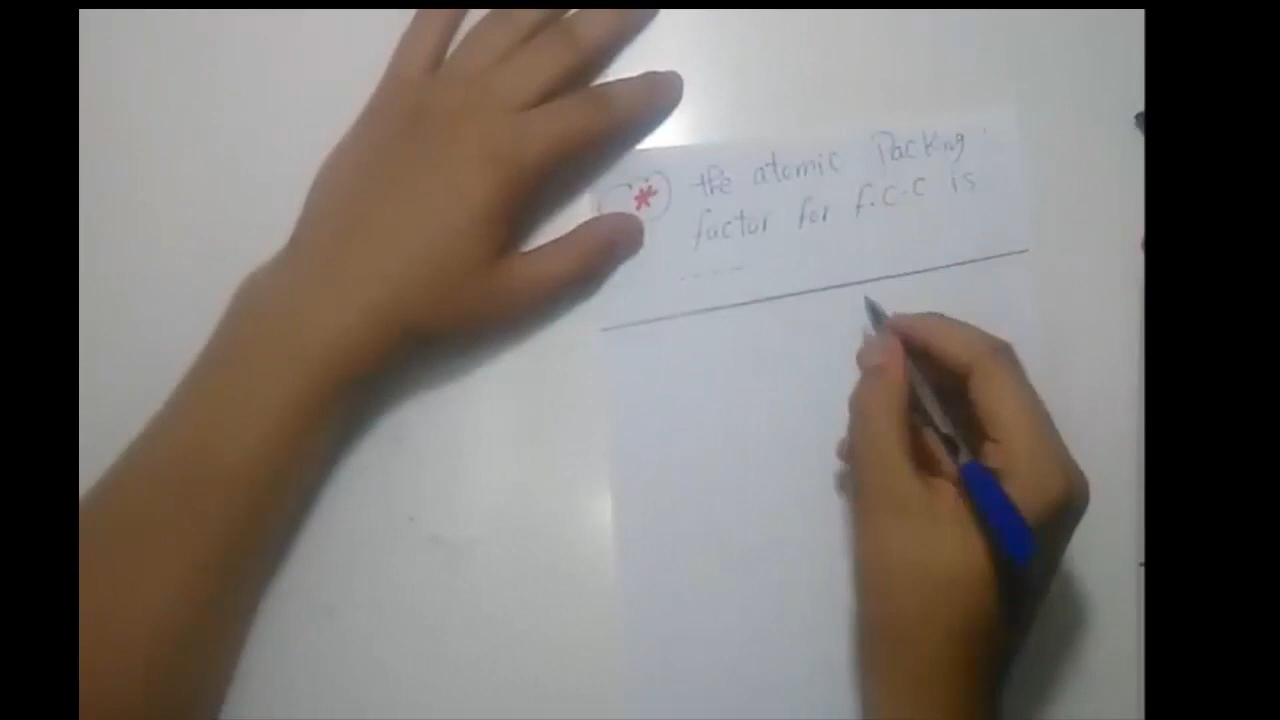 * the atomic Packing
factor for f.C.C is
-----